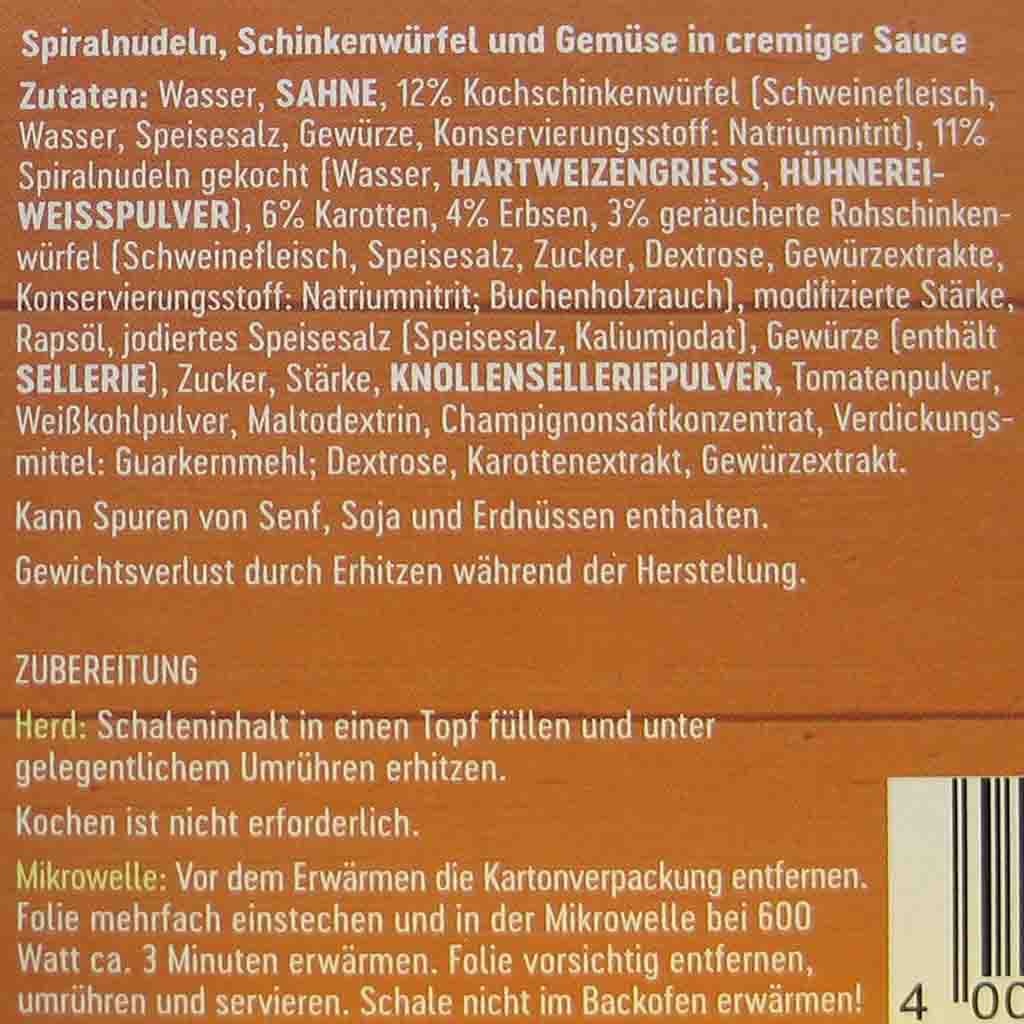 Spiralnudeln, Schinkenwürfel und Gemüse in cremiger Sauce
Zutaten: Wasser, SAHNE, 12% Kochschinkenwürfel (Schweinefleisch,
Wasser, Speisesalz, Gewürze, Konservierungsstoff: Natriumnitrit), 11%
Spiralnudeln gekocht (Wasser, HARTWEIZENGRIESS, HÜHNEREI-
WEISSPULVER), 6% Karotten, 4% Erbsen, 3% geräucherte Rohschinken-
würfel (Schweinefleisch, Speisesalz, Zucker, Dextrose, Gewürzextrakte,
Konservierungsstoff: Natriumnitrit; Buchenholzrauch), modifizierte Stärke,
Rapsöl, jodiertes Speisesalz (Speisesalz, Kaliumjodat), Gewürze (enthält
SELLERIE), Zucker, Stärke, KNOLLENSELLERIEPULVER, Tomatenpulver,
Weißkohlpulver, Maltodextrin, Champignonsaftkonzentrat, Verdickungs-
mittel: Guarkernmehl; Dextrose, Karottenextrakt, Gewürzextrakt.
Kann Spuren von Senf, Soja und Erdnüssen enthalten.
Gewichtsverlust durch Erhitzen während der Herstellung.
ZUBEREITUNG
Herd: Schaleninhalt in einen Topf füllen und unter
gelegentlichem Umrühren erhitzen.
Kochen ist nicht erforderlich.
Mikrowelle: Vor dem Erwärmen die Kartonverpackung entfernen.
Folie mehrfach einstechen und in der Mikrowelle bei 600
Watt ca. 3 Minuten erwärmen. Folie vorsichtig entfernen,
umrühren und servieren. Schale nicht im Backofen erwärmen!
4 00